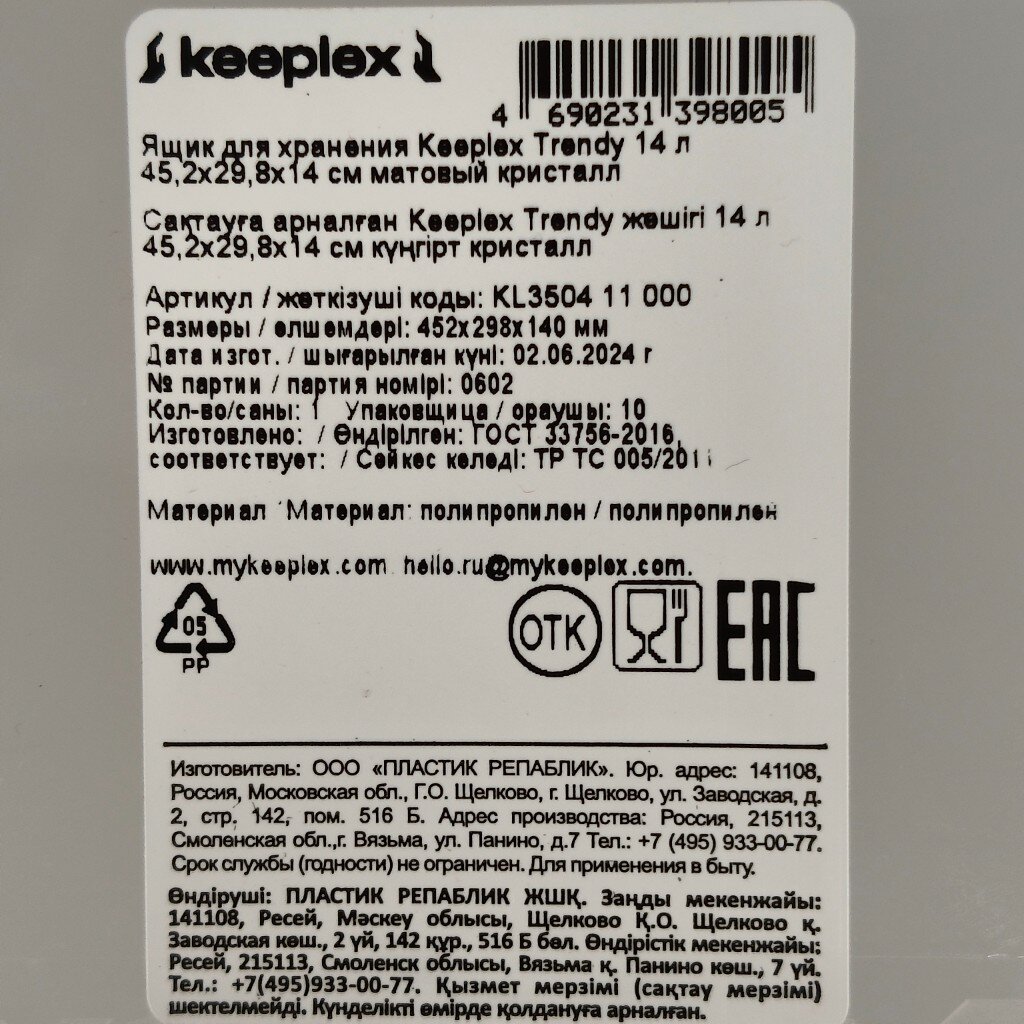 keeplex
4 690231 398005
Ящик для хранения Keeplex Trendy 14 л
45,2х29,8х14 см матовый кристалл
Сақтауға арналған Keeplex Trendy жәшігі 14 л
45,2х29,8х14 см күңгірт кристалл
Артикул / жеткізуші коды: KL3504 11 000
Размеры / өлшемдері: 452х298х140 мм
Дата изгот. / шығарылған күні: 02.06.2024 г
№ партии / партия номірі: 0602
Кол-во/саны: 1 Упаковщица / ораушы: 10
Изготовлено: / Өндірілген: ГОСТ 33756-2016,
соответствует: / Сәйкес келеді: ТР ТС 005/2011
Материал Материал: полипропилен / полипропилен
www.mykeeplex.com hello.ru@mykeeplex.com.
05
PP
ОТК
EAC
Изготовитель: ООО «ПЛАСТИК РЕПАБЛИК». Юр. адрес: 141108,
Россия, Московская обл., Г.О. Щелково, г. Щелково, ул. Заводская, д.
2, стр. 142, пом. 516 Б. Адрес производства: Россия, 215113,
Смоленская обл.,г. Вязьма, ул. Панино, д.7 Тел.: +7 (495) 933-00-77.
Срок службы (годности) не ограничен. Для применения в быту.
Өндіруші: ПЛАСТИК РЕПАБЛИК ЖШҚ. Заңды мекенжайы:
141108, Ресей, Мәскеу облысы, Щелково Қ.О. Щелково қ.
Заводская көш., 2 үй, 142 құр., 516 Б бөл. Өндірістік мекенжайы:
Ресей, 215113, Смоленск облысы, Вязьма қ. Панино көш., 7 үй.
Тел.: +7(495)933-00-77. Қызмет мерзімі (сақтау мерзімі)
шектелмейді. Күнделікті өмірде қолдануға арналған.